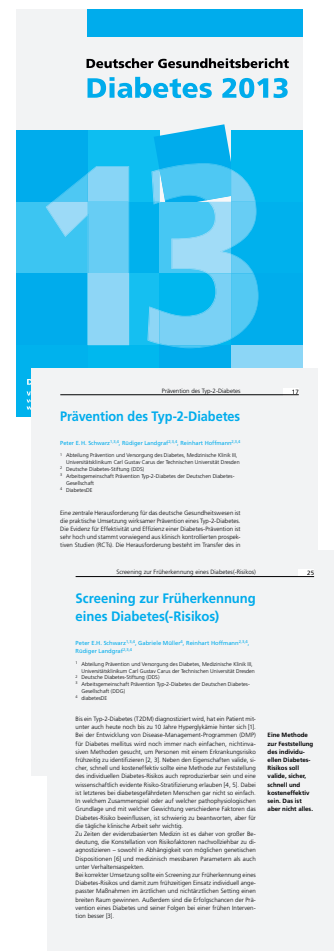 Deutscher Gesundheitsbericht
Diabetes 2013
13
Prävention des Typ-2-Diabetes 17
Prävention des Typ-2-Diabetes
Peter E.H. Schwarz1,3,4, Rüdiger Landgraf2,3,4, Reinhart Hoffmann2,3,4
1 Abteilung Prävention und Versorgung des Diabetes, Medizinische Klinik III,
Universitätsklinikum Carl Gustav Carus der Technischen Universität Dresden
2 Deutsche Diabetes-Stiftung (DDS)
3 Arbeitsgemeinschaft Prävention Typ-2-Diabetes der Deutschen Diabetes-
Gesellschaft
4 DiabetesDE
Eine zentrale Herausforderung für das deutsche Gesundheitswesen ist
die praktische Umsetzung wirksamer Prävention eines Typ-2-Diabetes.
Die Evidenz für Effektivität und Effizienz einer Diabetes-Prävention ist
sehr hoch und stammt vorwiegend aus klinisch kontrollierten prospek-
tiven Studien (RCTs). Die Herausforderung besteht im Transfer des in
Screening zur Früherkennung eines Diabetes(-Risikos) 25
Screening zur Früherkennung
eines Diabetes(-Risikos)
Peter E.H. Schwarz1,3,4, Gabriele Müller4, Reinhart Hoffmann2,3,4,
Rüdiger Landgraf2,3,4
1 Abteilung Prävention und Versorgung des Diabetes, Medizinische Klinik III,
Universitätsklinikum Carl Gustav Carus der Technischen Universität Dresden
2 Deutsche Diabetes-Stiftung (DDS)
3 Arbeitsgemeinschaft Prävention Typ-2-Diabetes der Deutschen Diabetes-
Gesellschaft (DDG)
4 diabetesDE
Bis ein Typ-2-Diabetes (T2DM) diagnostiziert wird, hat ein Patient mit-
unter auch heute noch bis zu 10 Jahre Hyperglykämie hinter sich [1].
Bei der Entwicklung von Disease-Management-Programmen (DMP)
für Diabetes mellitus wird noch immer nach einfachen, nichtinva-
siven Methoden gesucht, um Personen mit einem Erkrankungsrisiko
frühzeitig zu identifizieren [2, 3]. Neben den Eigenschaften valide, si-
cher, schnell und kosteneffektiv sollte eine Methode zur Feststellung
des individuellen Diabetes-Risikos auch reproduzierbar sein und eine
wissenschaftlich evidente Risiko-Stratifizierung erlauben [4, 5]. Dabei
ist letzteres bei diabetesgefährdeten Menschen gar nicht so einfach.
In welchem Zusammenspiel oder auf welcher pathophysiologischen
Grundlage und mit welcher Gewichtung verschiedene Faktoren das
Diabetes-Risiko beeinflussen, ist schwierig zu beantworten, aber für
die tägliche klinische Arbeit sehr wichtig.
Zu Zeiten der evidenzbasierten Medizin ist es daher von großer Be-
deutung, die Konstellation von Risikofaktoren nachvollziehbar zu di-
agnostizieren – sowohl in Abhängigkeit von möglichen genetischen
Dispositionen [6] und medizinisch messbaren Parametern als auch
unter Verhaltensaspekten.
Bei korrekter Umsetzung sollte ein Screening zur Früherkennung eines
Diabetes-Risikos und damit zum frühzeitigen Einsatz individuell ange-
passter Maßnahmen im ärztlichen und nichtärztlichen Setting einen
breiten Raum gewinnen. Außerdem sind die Erfolgschancen der Prä-
vention eines Diabetes und seiner Folgen bei einer frühen Interven-
tion besser [3].
Eine Methode
zur Feststellung
des individu-
ellen Diabetes-
Risikos soll
valide, sicher,
schnell und
kosteneffektiv
sein. Das ist
aber nicht alles.